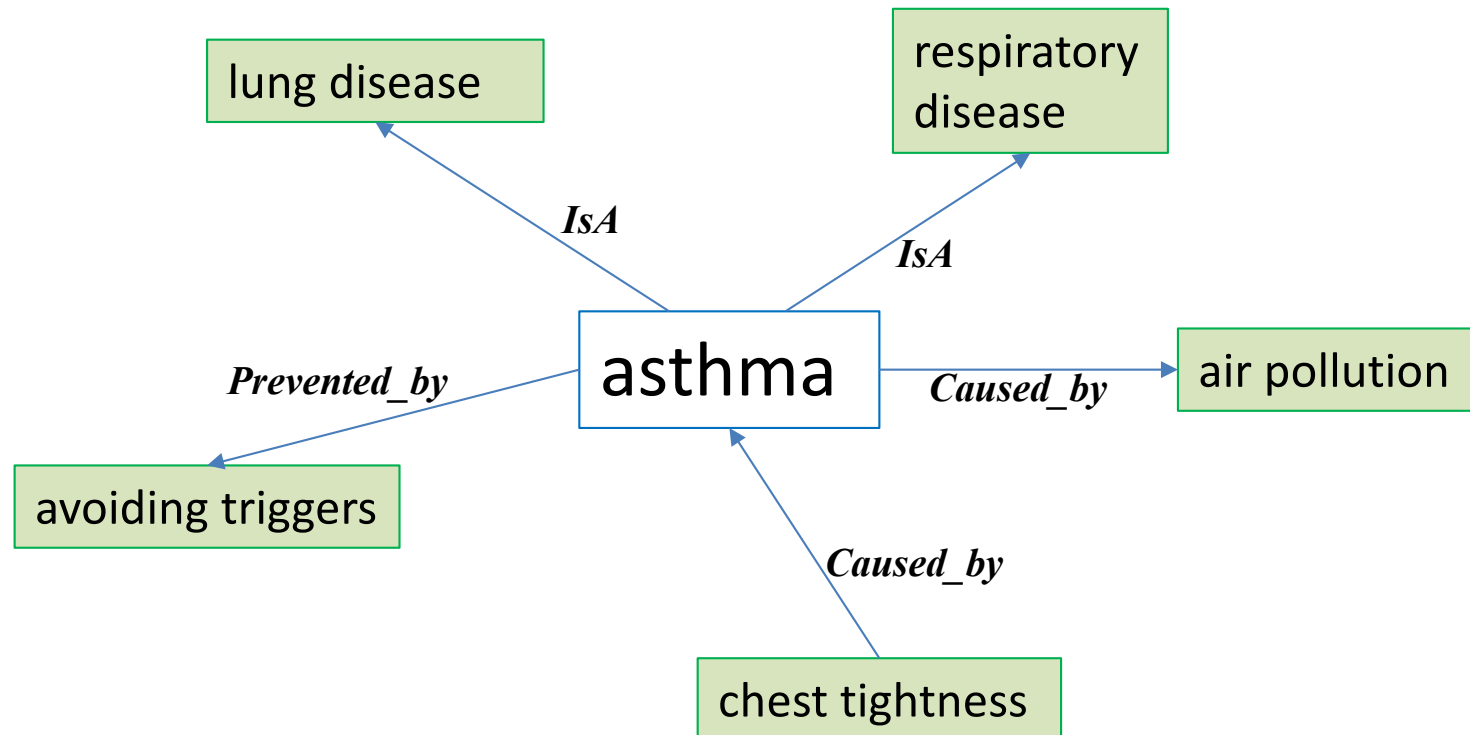 lung disease
respiratory
disease
IsA
IsA
asthma
Prevented_by
Caused_by
air pollution
avoiding triggers
Caused_by
chest tightness